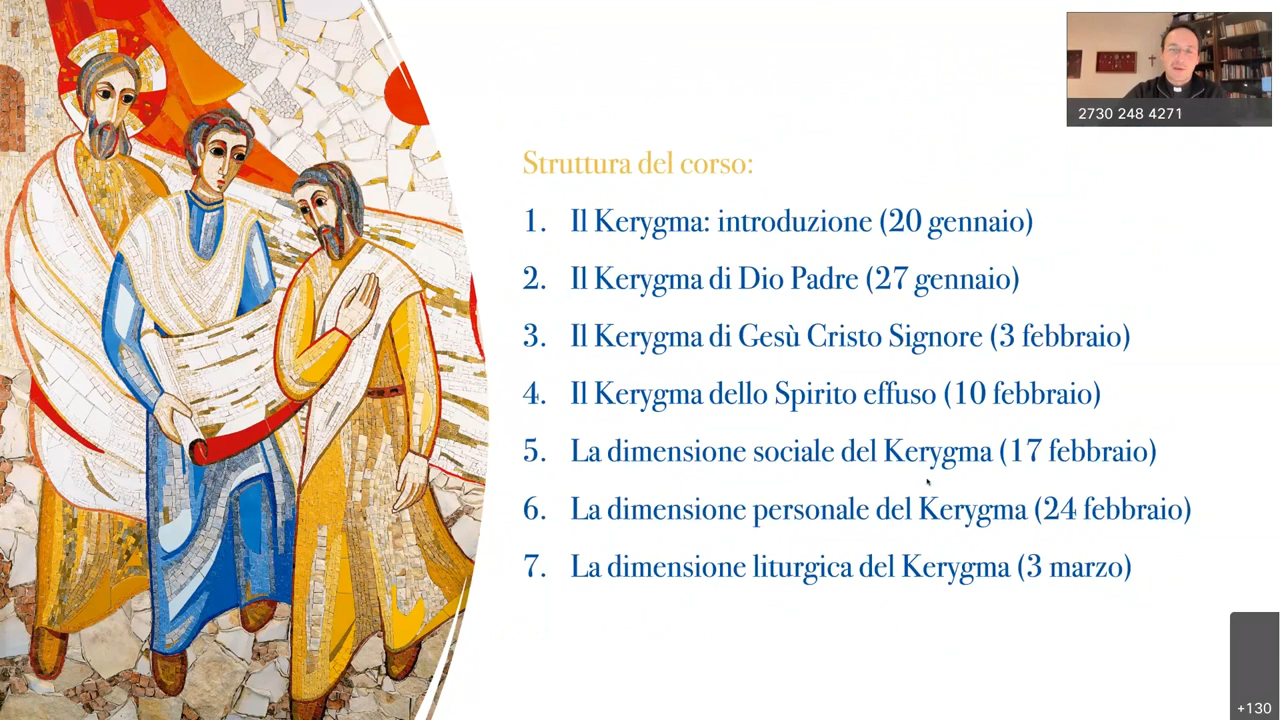 2730 248 4271
Struttura del corso:
1. Il Kerygma: introduzione (20 gennaio)
2. Il Kerygma di Dio Padre (27 gennaio)
3. Il Kerygma di Gesù Cristo Signore (3 febbraio)
4. Il Kerygma dello Spirito effuso (10 febbraio)
5. La dimensione sociale del Kerygma (17 febbraio)
6. La dimensione personale del Kerygma (24 febbraio)
7. La dimensione liturgica del Kerygma (3 marzo)
+130